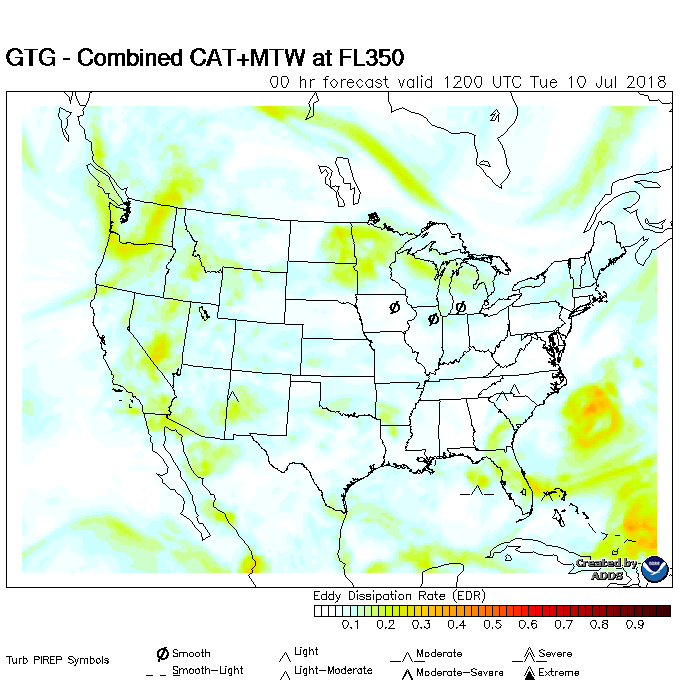 GTG - Combined CAT+MTW at FL350
00 hr forecast valid 1200 UTC Tue 10 Jul 2018
Created by
ADDS
Eddy Dissipation Rate (EDR)
0.1 0.2 0.3 0.4 0.5 0.6 0.7 0.8 0.9
Turb PIREP Symbols
Smooth
Smooth-Light
Light
Light-Moderate
Moderate
Moderate-Severe
Severe
Extreme